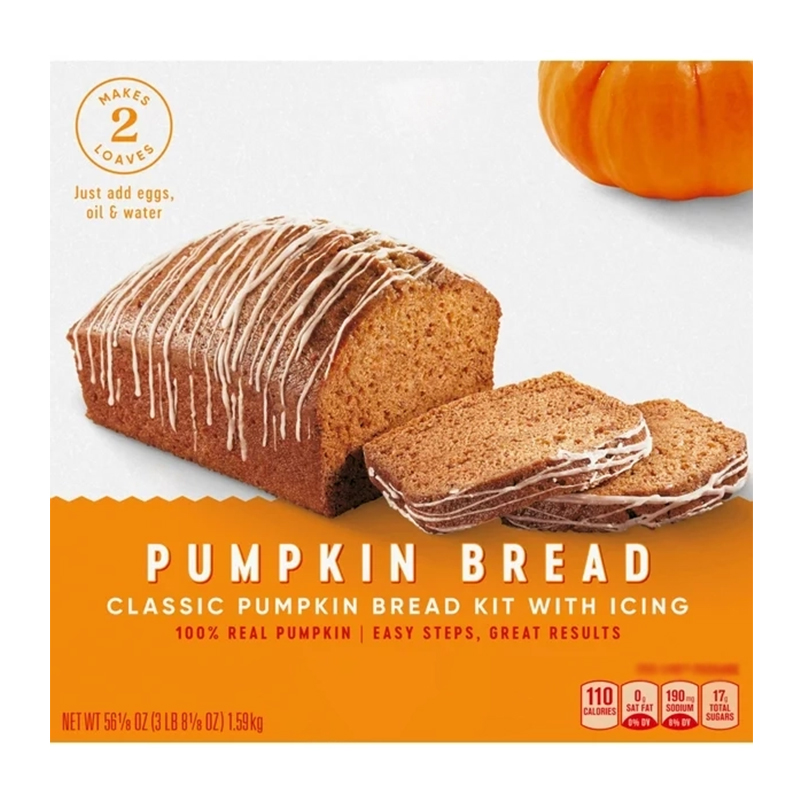 MAKES
2
LOAVES
Just add eggs,
oil & water
PUMPKIN BREAD
CLASSIC PUMPKIN BREAD KIT WITH ICING
100% REAL PUMPKIN | EASY STEPS, GREAT RESULTS
110 CALORIES
0g SAT FAT 0% DV
190mg SODIUM 8% DV
17g TOTAL SUGARS
NET WT 56⅛ OZ (3 LB 8⅛ OZ) 1.59kg